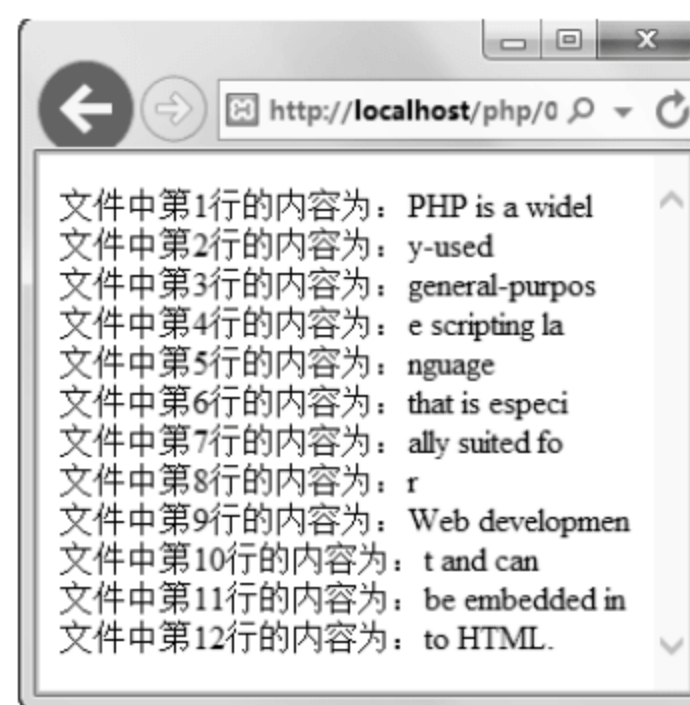 http://localhost/php/0
文件中第1行的内容为：PHP is a widel
文件中第2行的内容为：y-used
文件中第3行的内容为：general-purpos
文件中第4行的内容为：e scripting la
文件中第5行的内容为：nguage
文件中第6行的内容为：that is especi
文件中第7行的内容为：ally suited fo
文件中第8行的内容为：r
文件中第9行的内容为：Web developmen
文件中第10行的内容为：t and can
文件中第11行的内容为：be embedded in
文件中第12行的内容为：to HTML.